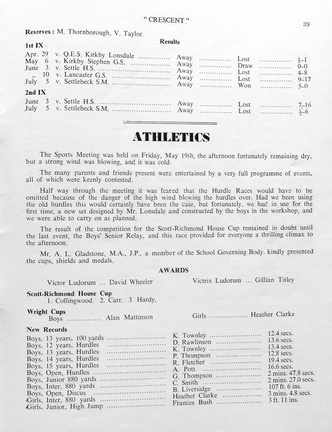 " CRESCENT "
39
Reserves : M. Thornborough, V. Taylor.
1st IX
Results
Apr. 29 v. Q.E.S. Kirkby Lonsdale ............ Away ............ Lost ............ 1–1
May 6 v. Kirkby Stephen G.S. ............ Away ............ Draw ............ 0–0
June 3 v. Settle H.S. ............ Away ............ Lost ............ 4–8
„ 10 v. Lancaster G.S. ............ Away ............ Lost ............ 9–17
July 5 v. Settlebeck S.M. ............ Away ............ Won ............ 5–0
2nd IX
June 3 v. Settle H.S. ............ Away ............ Lost ............ 7–16
July 5 v. Settlebeck S.M. ............ Away ............ Lost ............ –6
ATHLETICS
The Sports Meeting was held on Friday, May 19th, the afternoon fortunately remaining dry,
but a strong wind was blowing, and it was cold.
The many parents and friends present were entertained by a very full programme of events,
all of which were keenly contested.
Half way through the meeting it was feared that the Hurdle Races would have to be
omitted because of the danger of the high wind blowing the hurdles over. Had we been using
the old hurdles this would certainly have been the case, but fortunately, we had in use for the
first time, a new set designed by Mr. Lonsdale and constructed by the boys in the workshop, and
we were able to carry on as planned.
The result of the competition for the Scott-Richmond House Cup remained in doubt until
the last event, the Boys' Senior Relay, and this race provided for everyone a thrilling climax to
the afternoon.
Mr. A. L. Gladstone, M.A., J.P., a member of the School Governing Body, kindly presented
the cups, shields and medals.
AWARDS
Victor Ludorum ... David Wheeler Victrix Ludorum ... Gillian Titley
Scott-Richmond House Cup
1. Collingwood. 2. Carr. 3 Hardy.
Wright Cups
Boys ............ Alan Mattinson Girls ............ Heather Clarke
New Records
Boys, 13 years, 100 yards ............ K. Townley ............ 12.4 secs.
Boys, 12 years, Hurdles ............ D. Rawlinson ............ 13.6 secs.
Boys, 13 years, Hurdles ............ K. Townley ............ 13.4 secs.
Boys, 14 years, Hurdles ............ P. Thompson ............ 12.8 secs.
Boys, 15 years, Hurdles ............ R. Fletcher ............ 19.4 secs.
Boys, Open, Hurdles ............ A. Pott ............ 16.6 secs.
Boys, Junior 880 yards ............ G. Thompson ............ 2 mins. 47.8 secs.
Boys, Inter. 880 yards ............ C. Smith ............ 2 mins. 27.0 secs.
Boys, Open, Discus ............ B. Liversidge ............ 107 ft. 6 ins.
Girls, Inter, 880 yards ............ Heather Clarke ............ 3 mins. 4.8 secs.
Girls, Junior, High Jump ............ Frances Bush ............ 3 ft. 11 ins.